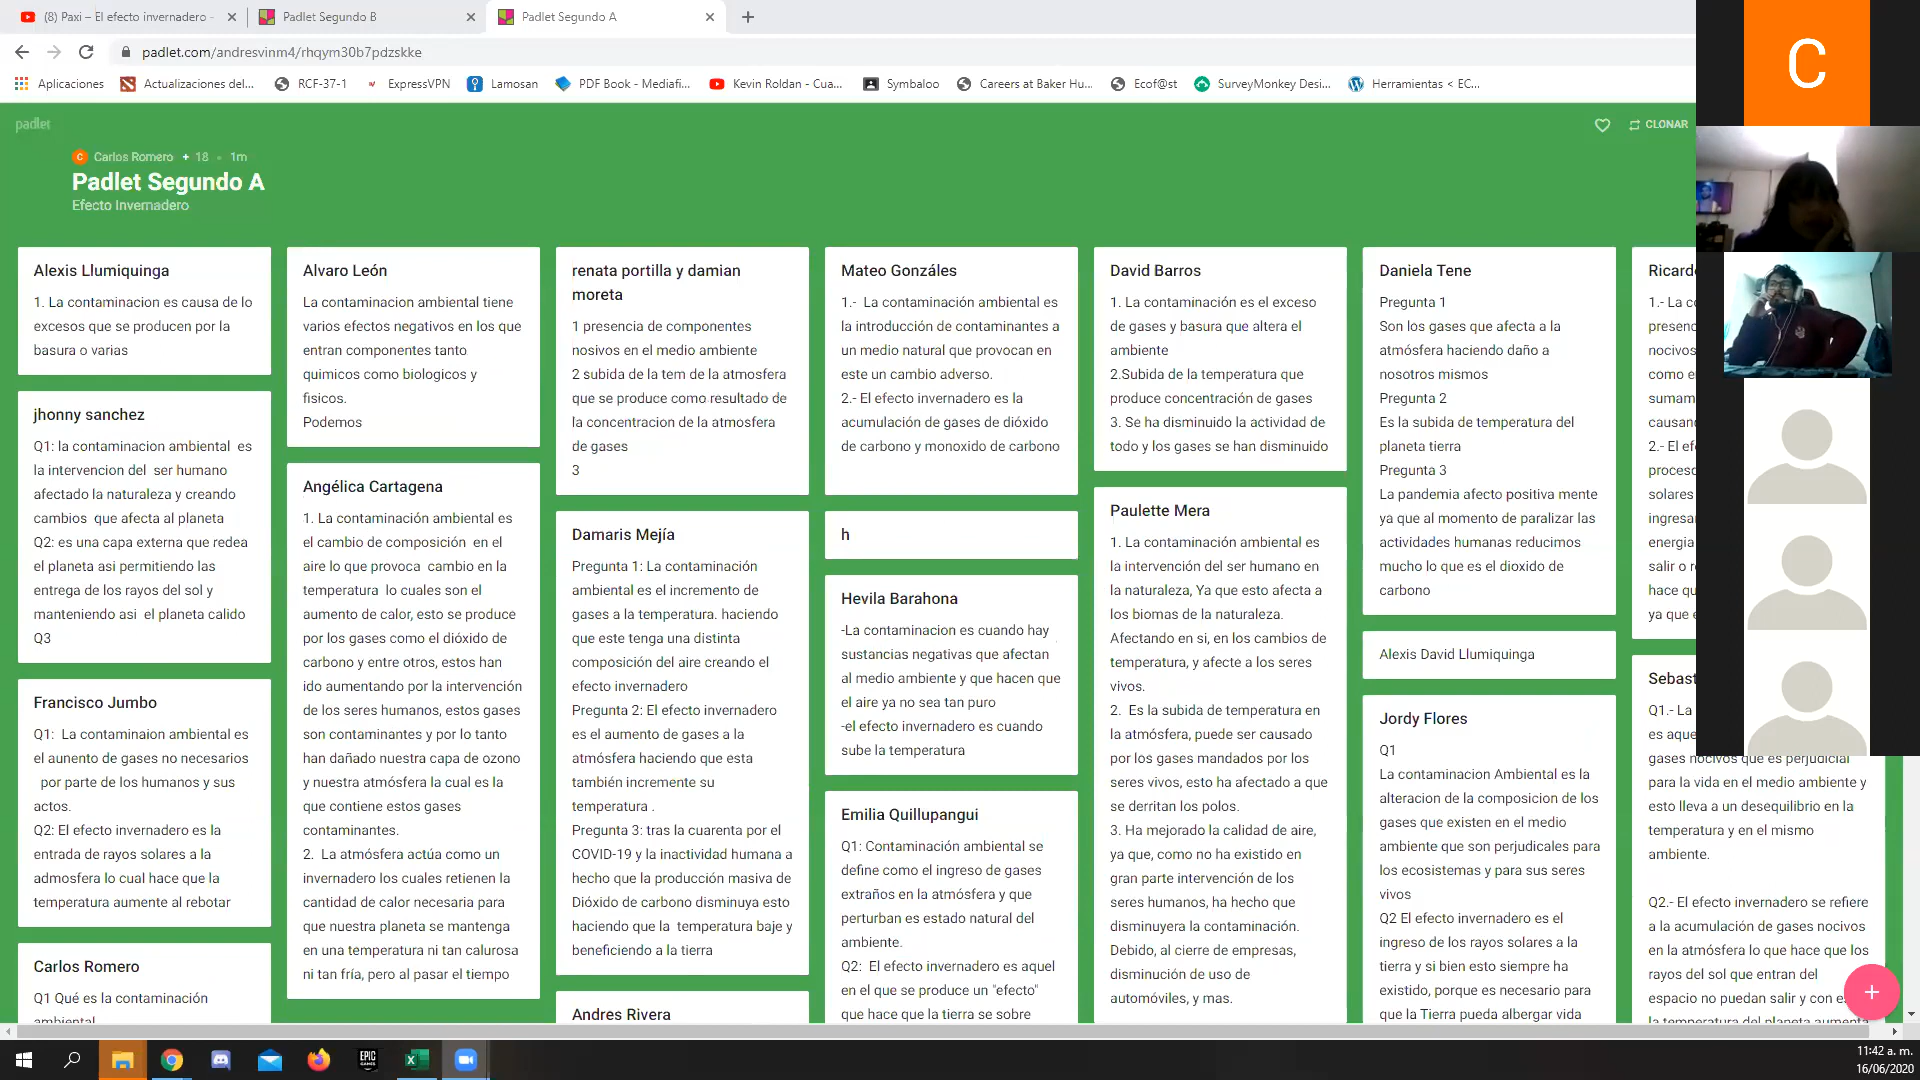 (8) Paxi – El efecto invernadero -
Padlet Segundo B
Padlet Segundo A
padlet.com/andresvinm4/rhqym30b7pdzskke
Aplicaciones
Actualizaciones del...
RCF-37-1
ExpressVPN
Lamosan
PDF Book - Mediafi...
Kevin Roldan - Cua...
Symbaloo
Careers at Baker Hu...
Ecof@st
SurveyMonkey Desi...
Herramientas < EC...
padlet
CLONAR
C
C Carlos Romero + 18 • 1m
Padlet Segundo A
Efecto Invernadero
Alexis Llumiquinga
1. La contaminacion es causa de lo
excesos que se producen por la
basura o varias
jhonny sanchez
Q1: la contaminacion ambiental es
la intervencion del ser humano
afectado la naturaleza y creando
cambios que afecta al planeta
Q2: es una capa externa que redea
el planeta asi permitiendo las
entrega de los rayos del sol y
manteniendo asi el planeta calido
Q3
Francisco Jumbo
Q1: La contaminaion ambiental es
el aunento de gases no necesarios
por parte de los humanos y sus
actos.
Q2: El efecto invernadero es la
entrada de rayos solares a la
admosfera lo cual hace que la
temperatura aumente al rebotar
Carlos Romero
Q1 Qué es la contaminación
ambiental
Alvaro León
La contaminacion ambiental tiene
varios efectos negativos en los que
entran componentes tanto
quimicos como biologicos y
fisicos.
Podemos
Angélica Cartagena
1. La contaminación ambiental es
el cambio de composición en el
aire lo que provoca cambio en la
temperatura lo cuales son el
aumento de calor, esto se produce
por los gases como el dióxido de
carbono y entre otros, estos han
ido aumentando por la intervención
de los seres humanos, estos gases
son contaminantes y por lo tanto
han dañado nuestra capa de ozono
y nuestra atmósfera la cual es la
que contiene estos gases
contaminantes.
2. La atmósfera actúa como un
invernadero los cuales retienen la
cantidad de calor necesaria para
que nuestra planeta se mantenga
en una temperatura ni tan calurosa
ni tan fría, pero al pasar el tiempo
renata portilla y damian
moreta
1 presencia de componentes
nosivos en el medio ambiente
2 subida de la tem de la atmosfera
que se produce como resultado de
la concentracion de la atmosfera
de gases
3
Damaris Mejía
Pregunta 1: La contaminación
ambiental es el incremento de
gases a la temperatura. haciendo
que este tenga una distinta
composición del aire creando el
efecto invernadero
Pregunta 2: El efecto invernadero
es el aumento de gases a la
atmósfera haciendo que esta
también incremente su
temperatura .
Pregunta 3: tras la cuarenta por el
COVID-19 y la inactividad humana a
hecho que la producción masiva de
Dióxido de carbono disminuya esto
haciendo que la temperatura baje y
beneficiendo a la tierra
Andres Rivera
Mateo Gonzáles
1.- La contaminación ambiental es
la introducción de contaminantes a
un medio natural que provocan en
este un cambio adverso.
2.- El efecto invernadero es la
acumulación de gases de dióxido
de carbono y monoxido de carbono
h
Hevila Barahona
-La contaminacion es cuando hay
sustancias negativas que afectan
al medio ambiente y que hacen que
el aire ya no sea tan puro
-el efecto invernadero es cuando
sube la temperatura
Emilia Quillupangui
Q1: Contaminación ambiental se
define como el ingreso de gases
extraños en la atmósfera y que
perturban es estado natural del
ambiente.
Q2: El efecto invernadero es aquel
en el que se produce un "efecto"
que hace que la tierra se sobre
David Barros
1. La contaminación es el exceso
de gases y basura que altera el
ambiente
2.Subida de la temperatura que
produce concentración de gases
3. Se ha disminuido la actividad de
todo y los gases se han disminuido
Paulette Mera
1. La contaminación ambiental es
la intervención del ser humano en
la naturaleza, Ya que esto afecta a
los biomas de la naturaleza.
Afectando en si, en los cambios de
temperatura, y afecte a los seres
vivos.
2. Es la subida de temperatura en
la atmósfera, puede ser causado
por los gases mandados por los
seres vivos, esto ha afectado a que
se derritan los polos.
3. Ha mejorado la calidad de aire,
ya que, como no ha existido en
gran parte intervención de los
seres humanos, ha hecho que
disminuyera la contaminación.
Debido, al cierre de empresas,
disminución de uso de
automóviles, y mas.
Daniela Tene
Pregunta 1
Son los gases que afecta a la
atmósfera haciendo daño a
nosotros mismos
Pregunta 2
Es la subida de temperatura del
planeta tierra
Pregunta 3
La pandemia afecto positiva mente
ya que al momento de paralizar las
actividades humanas reducimos
mucho lo que es el dioxido de
carbono
Alexis David Llumiquinga
Jordy Flores
Q1
La contaminacion Ambiental es la
alteracion de la composicion de los
gases que existen en el medio
ambiente que son perjudicales para
los ecosistemas y para sus seres
vivos
Q2 El efecto invernadero es el
ingreso de los rayos solares a la
tierra y si bien esto siempre ha
existido, porque es necesario para
que la Tierra pueda albergar vida
Ricard
1.- La c
presen
nocivos
como e
sumam
causan
2.- El ef
proceso
solares
ingresa
energia
salir o r
hace qu
ya que e
Sebast
Q1.- La
es aque
gases nocivos que es perjudicial
para la vida en el medio ambiente y
esto lleva a un desequilibrio en la
temperatura y en el mismo
ambiente.
Q2.- El efecto invernadero se refiere
a la acumulación de gases nocivos
en la atmósfera lo que hace que los
rayos del sol que entran del
espacio no puedan salir y con e
la temperatura del planeta aumenta
EPIC
GAMES
11:42 a. m.
16/06/2020